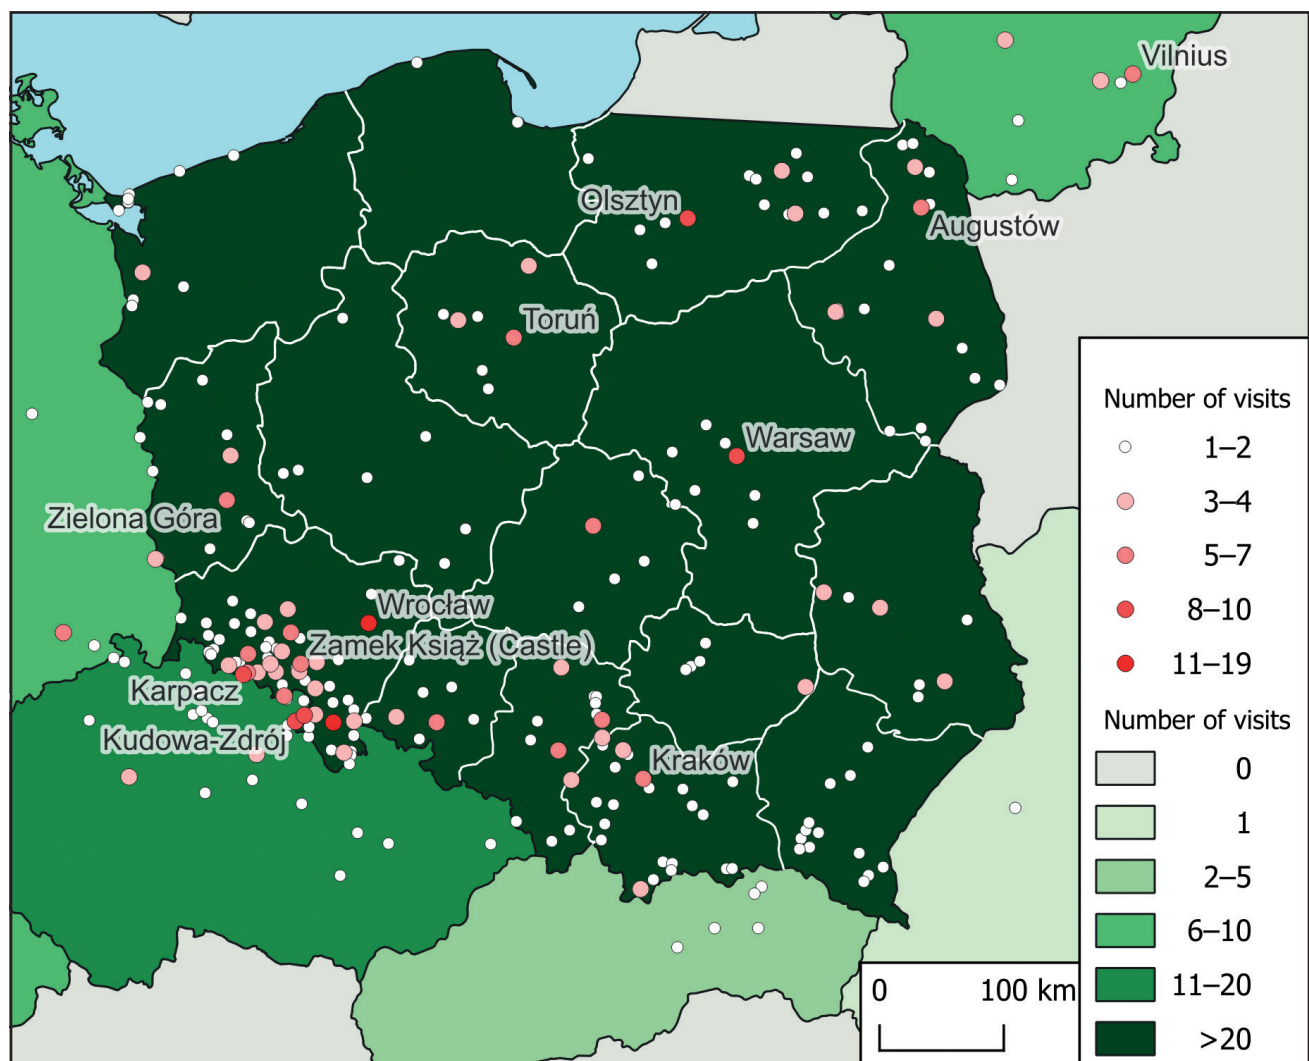 Vilnius
Olsztyn
Augustów
Toruń
Warsaw
Zielona Góra
Wrocław
Zamek Książ (Castle)
Karpacz
Kudowa-Zdrój
Kraków
Number of visits
1–2
3–4
5–7
8–10
11–19
Number of visits
0
1
2–5
6–10
11–20
>20
0 100 km